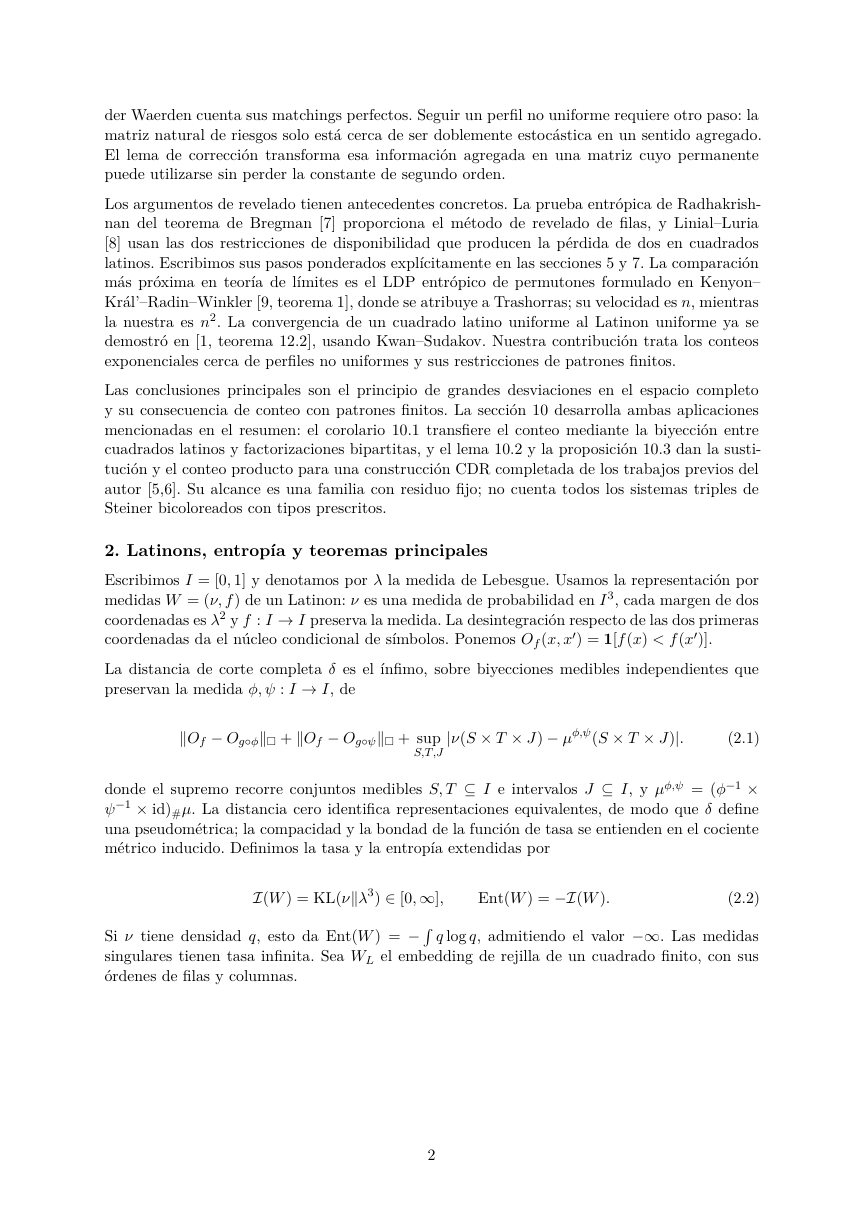 der Waerden cuenta sus matchings perfectos. Seguir un perfil no uniforme requiere otro paso: la
matriz natural de riesgos solo está cerca de ser doblemente estocástica en un sentido agregado.
El lema de corrección transforma esa información agregada en una matriz cuyo permanente
puede utilizarse sin perder la constante de segundo orden.
Los argumentos de revelado tienen antecedentes concretos. La prueba entrópica de Radhakrish-
nan del teorema de Bregman [7] proporciona el método de revelado de filas, y Linial–Luria
[8] usan las dos restricciones de disponibilidad que producen la pérdida de dos en cuadrados
latinos. Escribimos sus pasos ponderados explícitamente en las secciones 5 y 7. La comparación
más próxima en teoría de límites es el LDP entrópico de permutones formulado en Kenyon–
Král'–Radin–Winkler [9, teorema 1], donde se atribuye a Trashorras; su velocidad es n, mientras
la nuestra es n². La convergencia de un cuadrado latino uniforme al Latinon uniforme ya se
demostró en [1, teorema 12.2], usando Kwan–Sudakov. Nuestra contribución trata los conteos
exponenciales cerca de perfiles no uniformes y sus restricciones de patrones finitos.
Las conclusiones principales son el principio de grandes desviaciones en el espacio completo
y su consecuencia de conteo con patrones finitos. La sección 10 desarrolla ambas aplicaciones
mencionadas en el resumen: el corolario 10.1 transfiere el conteo mediante la biyección entre
cuadrados latinos y factorizaciones bipartitas, y el lema 10.2 y la proposición 10.3 dan la susti-
tución y el conteo producto para una construcción CDR completada de los trabajos previos del
autor [5,6]. Su alcance es una familia con residuo fijo; no cuenta todos los sistemas triples de
Steiner bicoloreados con tipos prescritos.
2. Latinons, entropía y teoremas principales
Escribimos I = [0, 1] y denotamos por λ la medida de Lebesgue. Usamos la representación por
medidas W = (ν, f) de un Latinon: ν es una medida de probabilidad en I³, cada margen de dos
coordenadas es λ² y f : I → I preserva la medida. La desintegración respecto de las dos primeras
coordenadas da el núcleo condicional de símbolos. Ponemos O_f(x, x′) = 𝟏[f(x) < f(x′)].
La distancia de corte completa δ es el ínfimo, sobre biyecciones medibles independientes que
preservan la medida ϕ, ψ : I → I, de
‖O_f − O_{g∘ϕ}‖_□ + ‖O_f − O_{g∘ψ}‖_□ + sup_{S,T,J} |ν(S × T × J) − μ^{ϕ,ψ}(S × T × J)|. (2.1)
donde el supremo recorre conjuntos medibles S, T ⊆ I e intervalos J ⊆ I, y μ^{ϕ,ψ} = (ϕ⁻¹ ×
ψ⁻¹ × id)_#μ. La distancia cero identifica representaciones equivalentes, de modo que δ define
una pseudométrica; la compacidad y la bondad de la función de tasa se entienden en el cociente
métrico inducido. Definimos la tasa y la entropía extendidas por
ℐ(W) = KL(ν‖λ³) ∈ [0, ∞], Ent(W) = −ℐ(W). (2.2)
Si ν tiene densidad q, esto da Ent(W) = − ∫ q log q, admitiendo el valor −∞. Las medidas
singulares tienen tasa infinita. Sea W_L el embedding de rejilla de un cuadrado finito, con sus
órdenes de filas y columnas.
2